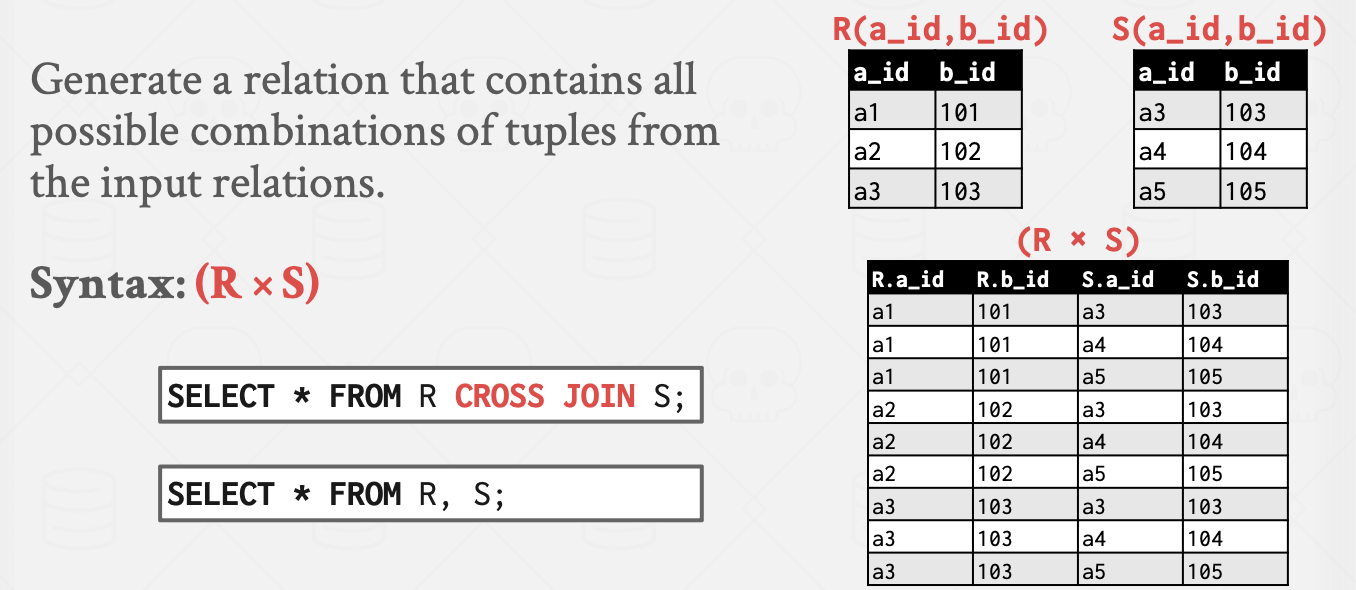 Generate a relation that contains all
possible combinations of tuples from
the input relations.
Syntax: (R × S)
SELECT * FROM R CROSS JOIN S;
SELECT * FROM R, S;
R(a_id,b_id)
a_id b_id
a1 101
a2 102
a3 103
S(a_id,b_id)
a_id b_id
a3 103
a4 104
a5 105
(R × S)
R.a_id R.b_id S.a_id S.b_id
a1 101 a3 103
a1 101 a4 104
a1 101 a5 105
a2 102 a3 103
a2 102 a4 104
a2 102 a5 105
a3 103 a3 103
a3 103 a4 104
a3 103 a5 105